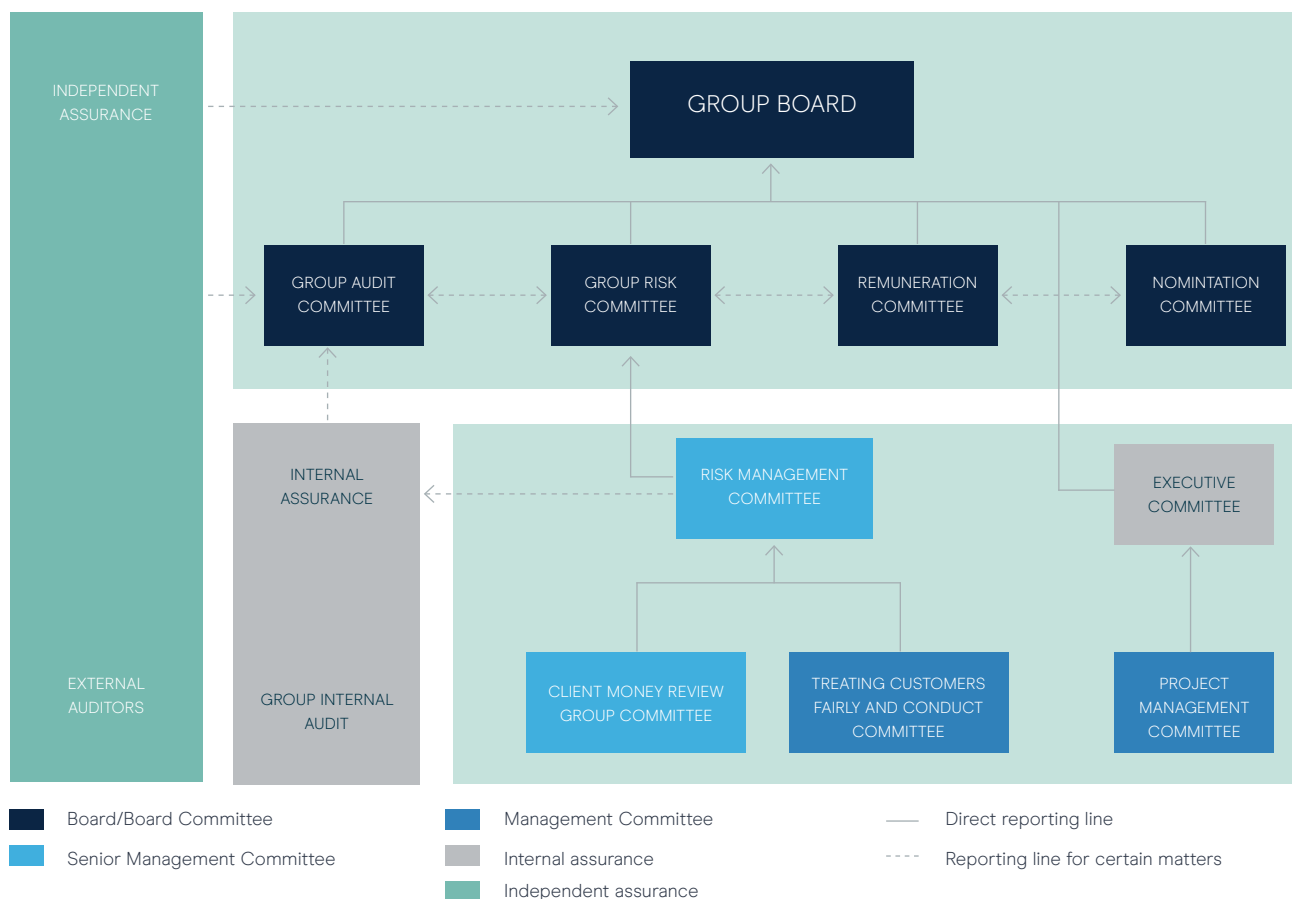 INDEPENDENT
ASSURANCE
GROUP BOARD
GROUP AUDIT
COMMITTEE
GROUP RISK
COMMITTEE
REMUNERATION
COMMITTEE
NOMINTATION
COMMITTEE
INTERNAL
ASSURANCE
RISK MANAGEMENT
COMMITTEE
EXECUTIVE
COMMITTEE
EXTERNAL
AUDITORS
GROUP INTERNAL
AUDIT
CLIENT MONEY REVIEW
GROUP COMMITTEE
TREATING CUSTOMERS
FAIRLY AND CONDUCT
COMMITTEE
PROJECT
MANAGEMENT
COMMITTEE
Board/Board Committee
Senior Management Committee
Management Committee
Internal assurance
Independent assurance
Direct reporting line
Reporting line for certain matters